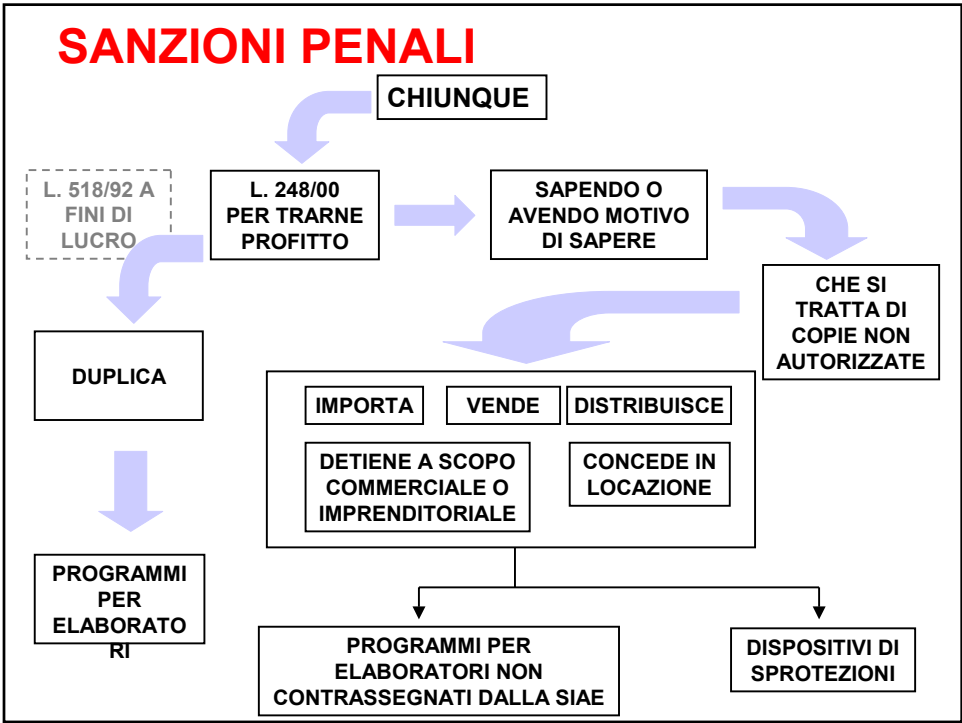 SANZIONI PENALI
CHIUNQUE
L. 518/92 A
FINI DI
LUCRO
L. 248/00
PER TRARNE
PROFITTO
SAPENDO O
AVENDO MOTIVO
DI SAPERE
CHE SI
TRATTA DI
COPIE NON
AUTORIZZATE
DUPLICA
IMPORTA
VENDE
DISTRIBUISCE
DETIENE A SCOPO
COMMERCIALE O
IMPRENDITORIALE
CONCEDE IN
LOCAZIONE
PROGRAMMI
PER
ELABORATO
RI
PROGRAMMI PER
ELABORATORI NON
CONTRASSEGNATI DALLA SIAE
DISPOSITIVI DI
SPROTEZIONI